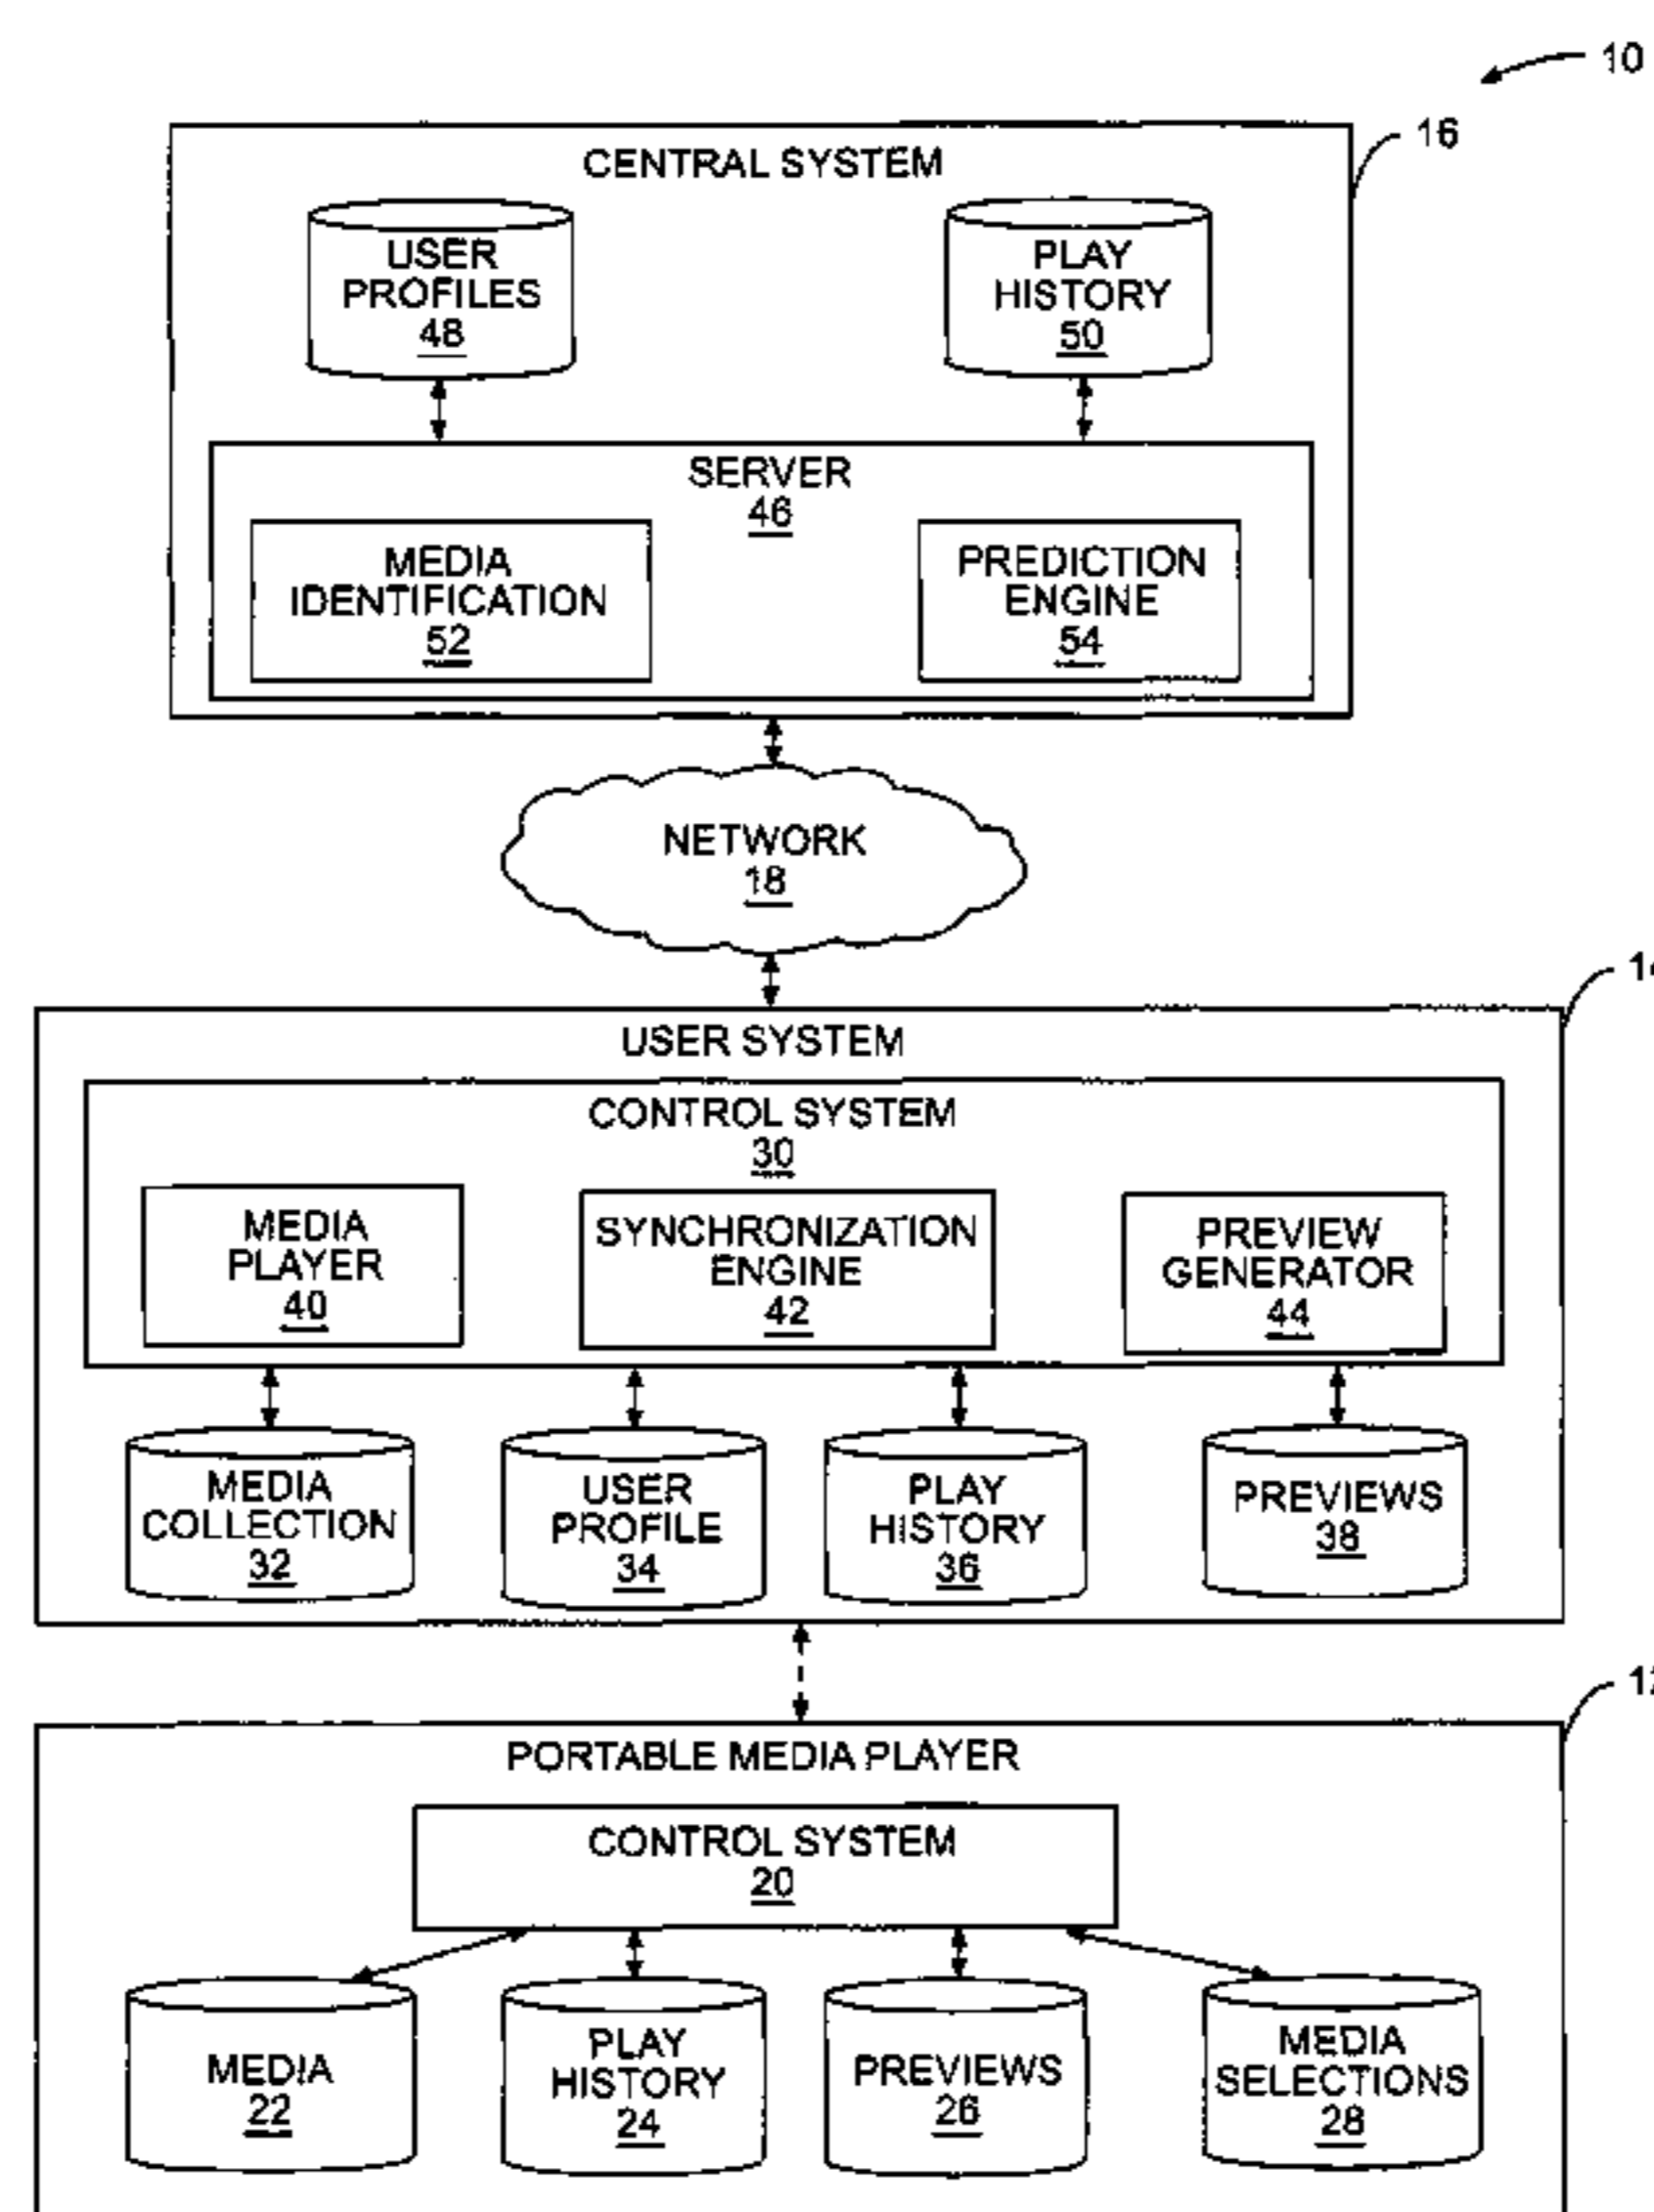 10
16
CENTRAL SYSTEM
USER
PROFILES
48
PLAY
HISTORY
50
SERVER
46
MEDIA
IDENTIFICATION
52
PREDICTION
ENGINE
54
NETWORK
18
USER SYSTEM
CONTROL SYSTEM
30
MEDIA
PLAYER
40
SYNCHRONIZATION
ENGINE
42
PREVIEW
GENERATOR
44
MEDIA
COLLECTION
32
USER
PROFILE
34
PLAY
HISTORY
36
PREVIEWS
38
PORTABLE MEDIA PLAYER
CONTROL SYSTEM
20
MEDIA
22
PLAY
HISTORY
24
PREVIEWS
26
MEDIA
SELECTIONS
28